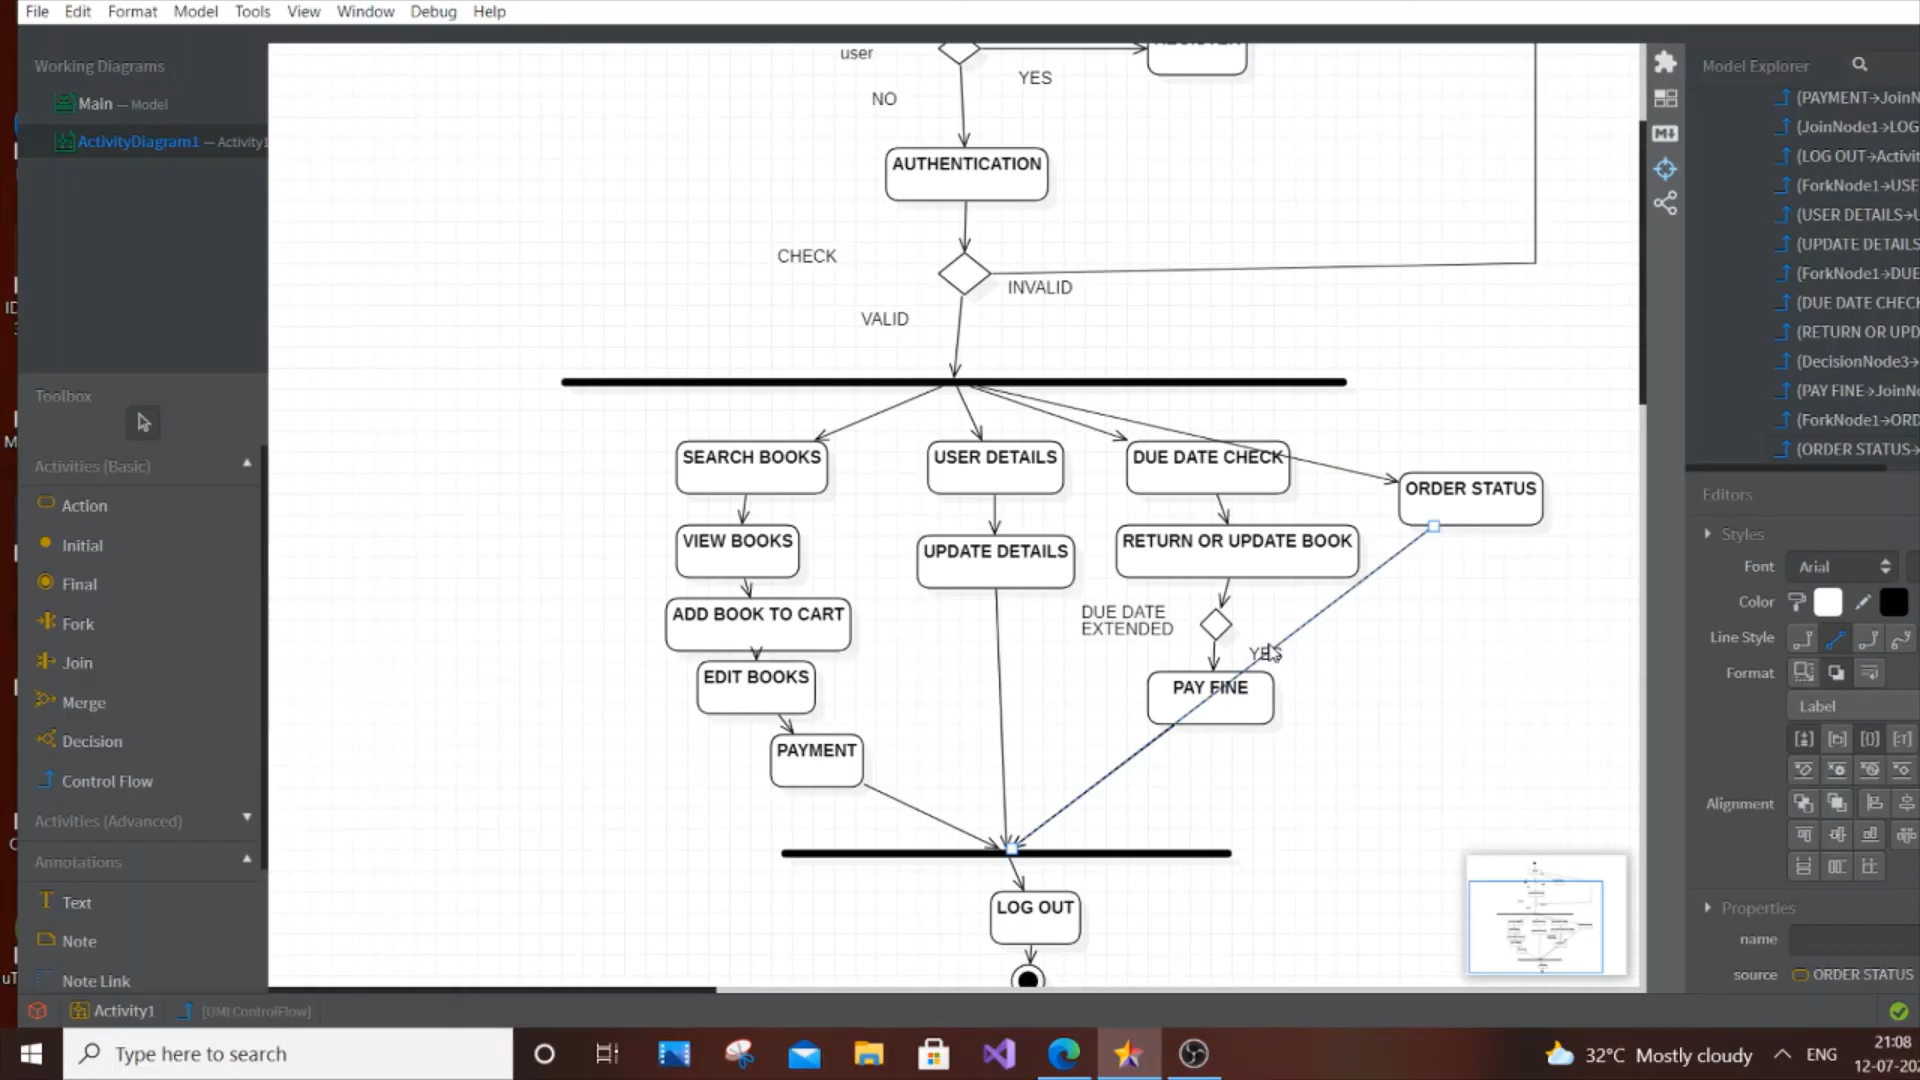 File Edit Format Model Tools View Window Debug Help
Working Diagrams
Main — Model
ActivityDiagram1 — Activity1
Toolbox
Activities (Basic)
Action
Initial
Final
Fork
Join
Merge
Decision
Control Flow
Activities (Advanced)
Annotations
Text
Note
Note Link
user
YES
NO
AUTHENTICATION
CHECK
INVALID
VALID
SEARCH BOOKS
USER DETAILS
DUE DATE CHECK
ORDER STATUS
VIEW BOOKS
UPDATE DETAILS
RETURN OR UPDATE BOOK
ADD BOOK TO CART
DUE DATE
EXTENDED
YES
EDIT BOOKS
PAY FINE
PAYMENT
LOG OUT
Model Explorer
(PAYMENT→JoinN
(JoinNode1→LOG
(LOG OUT→Activit
(ForkNode1→USE
(USER DETAILS→U
(UPDATE DETAILS
(ForkNode1→DUE
(DUE DATE CHECK
(RETURN OR UPD
(DecisionNode3→
(PAY FINE→JoinNo
(ForkNode1→ORD
(ORDER STATUS→
Editors
Styles
Font Arial
Color
Line Style
Format
Label
Alignment
Properties
name
source ORDER STATUS
Activity1 [UMLControlFlow]
Type here to search
32°C Mostly cloudy
ENG
21:08
12-07-202